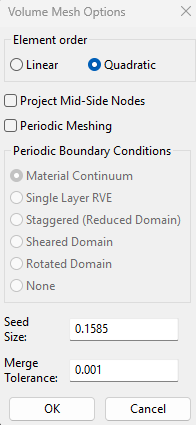 Volume Mesh Options
Element order
Linear Quadratic
Project Mid-Side Nodes
Periodic Meshing
Periodic Boundary Conditions
Material Continuum
Single Layer RVE
Staggered (Reduced Domain)
Sheared Domain
Rotated Domain
None
Seed
Size: 0.1585
Merge
Tolerance: 0.001
OK Cancel